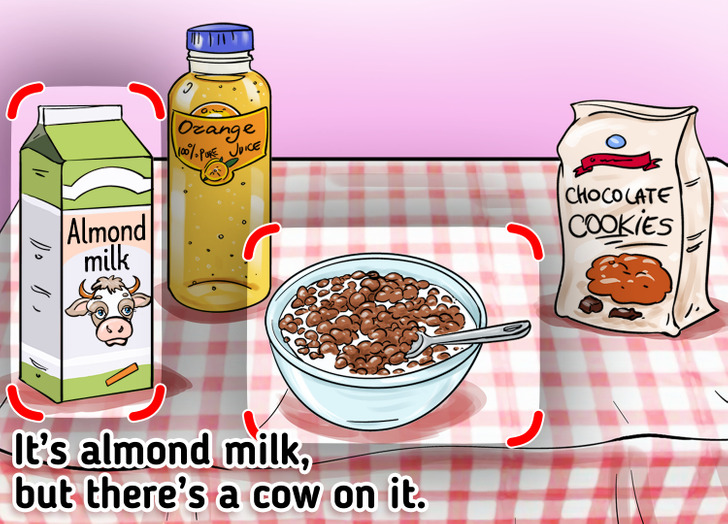 Orange
100% PURE JUICE
Almond
milk
CHOCOLATE
COOKIES
It's almond milk,
but there's a cow on it.